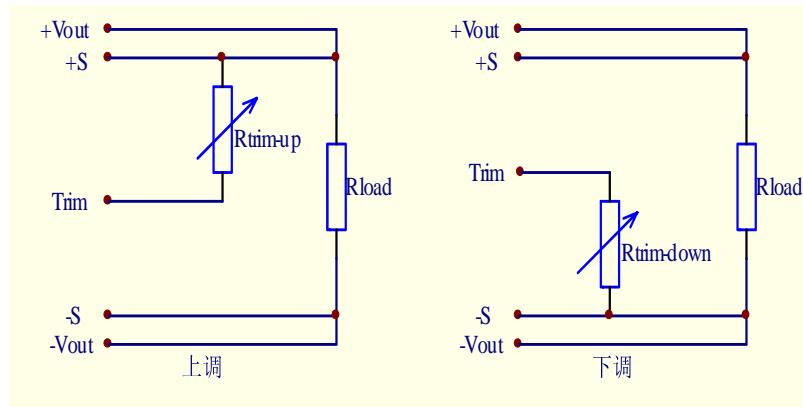 +Vout
+S
Rtrim-up
Rload
Trim
-S
-Vout
上调
+Vout
+S
Trim
Rload
Rtrim-down
-S
-Vout
下调